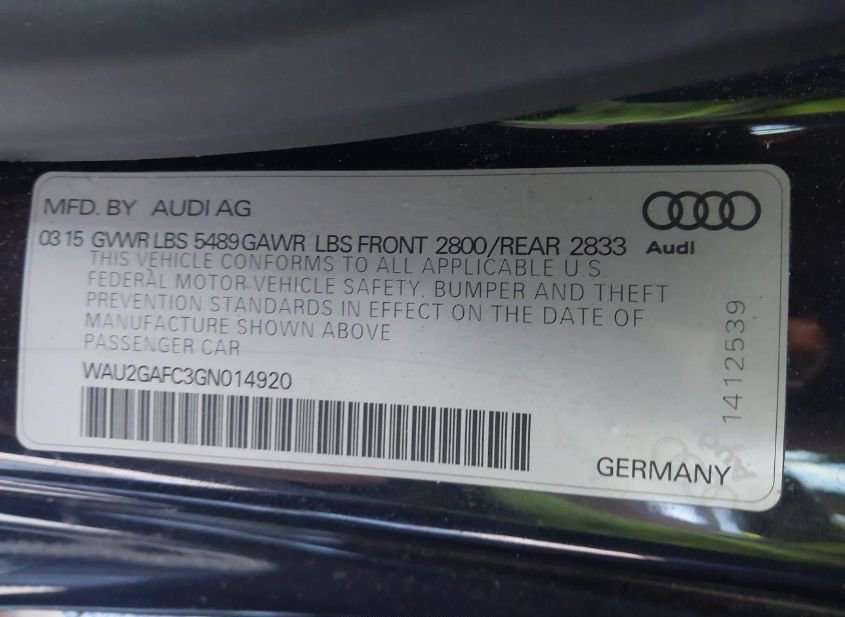 MFD. BY AUDI AG
03 15 GVWR LBS 5489 GAWR LBS FRONT 2800/REAR 2833
Audi
THIS VEHICLE CONFORMS TO ALL APPLICABLE U.S.
FEDERAL MOTOR VEHICLE SAFETY, BUMPER AND THEFT
PREVENTION STANDARDS IN EFFECT ON THE DATE OF
MANUFACTURE SHOWN ABOVE
PASSENGER CAR
WAU2GAFC3GN014920
1412539
GERMANY
Audi